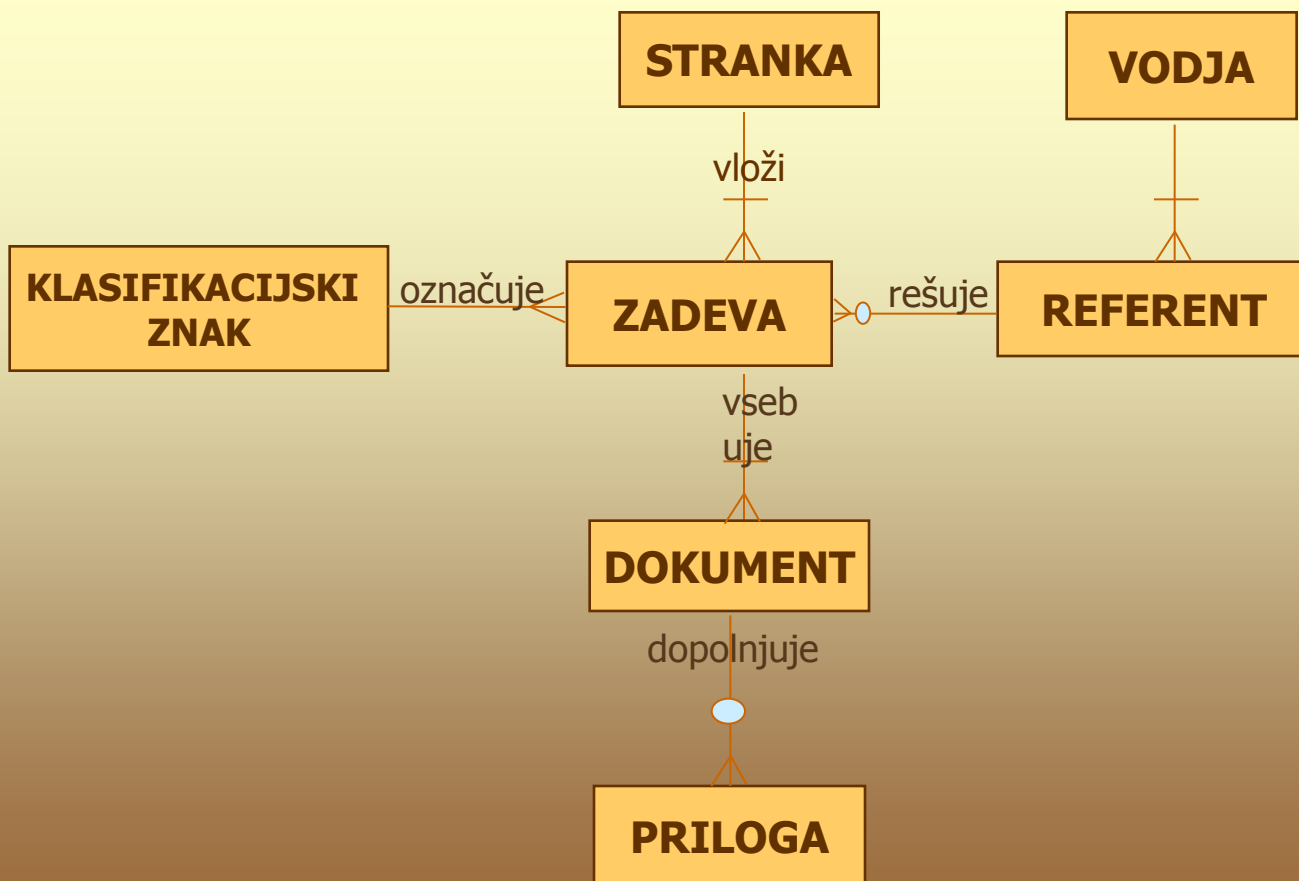 STRANKA
VODJA
vloži
KLASIFIKACIJSKI
ZNAK
označuje
ZADEVA
rešuje
REFERENT
vseb
uje
DOKUMENT
dopolnjuje
PRILOGA